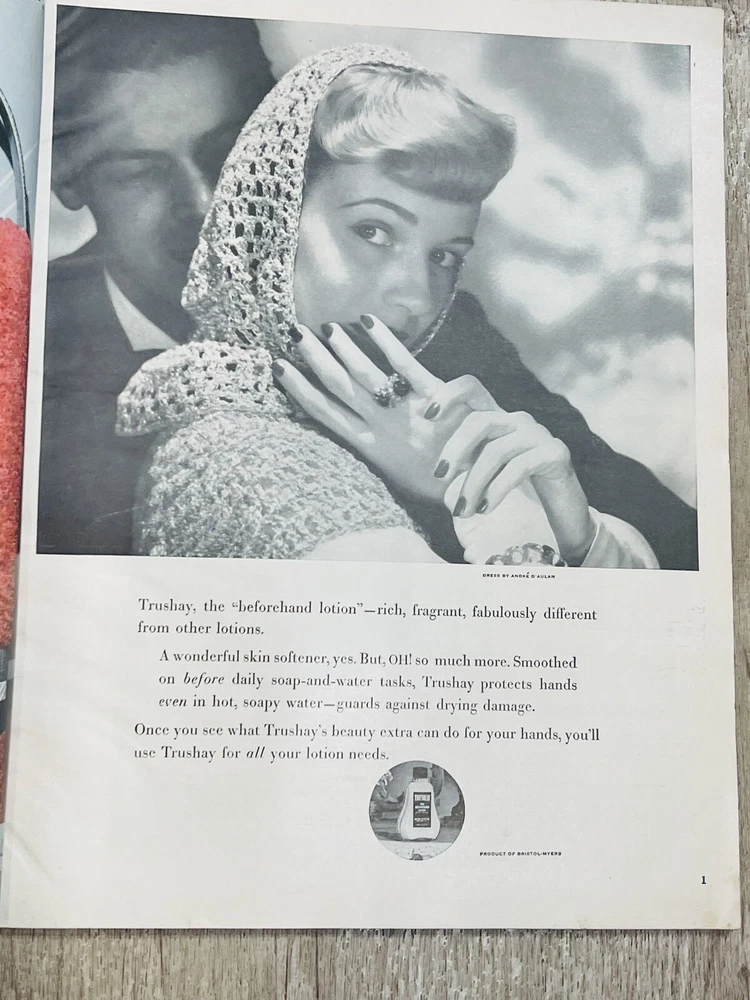 DRESS BY ANDRÉ D'AULAN
Trushay, the “beforehand lotion”—rich, fragrant, fabulously different
from other lotions.
A wonderful skin softener, yes. But, OH! so much more. Smoothed
on before daily soap-and-water tasks, Trushay protects hands
even in hot, soapy water—guards against drying damage.
Once you see what Trushay's beauty extra can do for your hands, you'll
use Trushay for all your lotion needs.
TRUSHAY
PRODUCT OF BRISTOL-MYERS
1